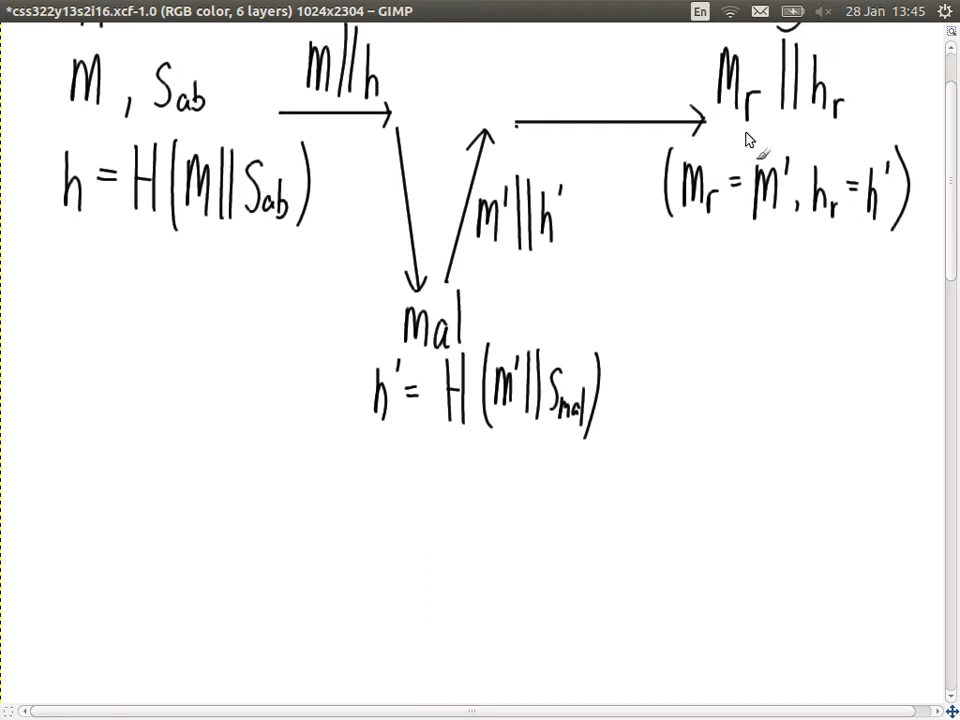 *css322y13s2i16.xcf-1.0 (RGB color, 6 layers) 1024x2304 – GIMP
En
28 Jan 13:45
m , Sab
m||h
mr || hr
h = H(m||Sab)
m'||h'
(mr = m', hr = h')
mal
h' = H(m'||Smal)